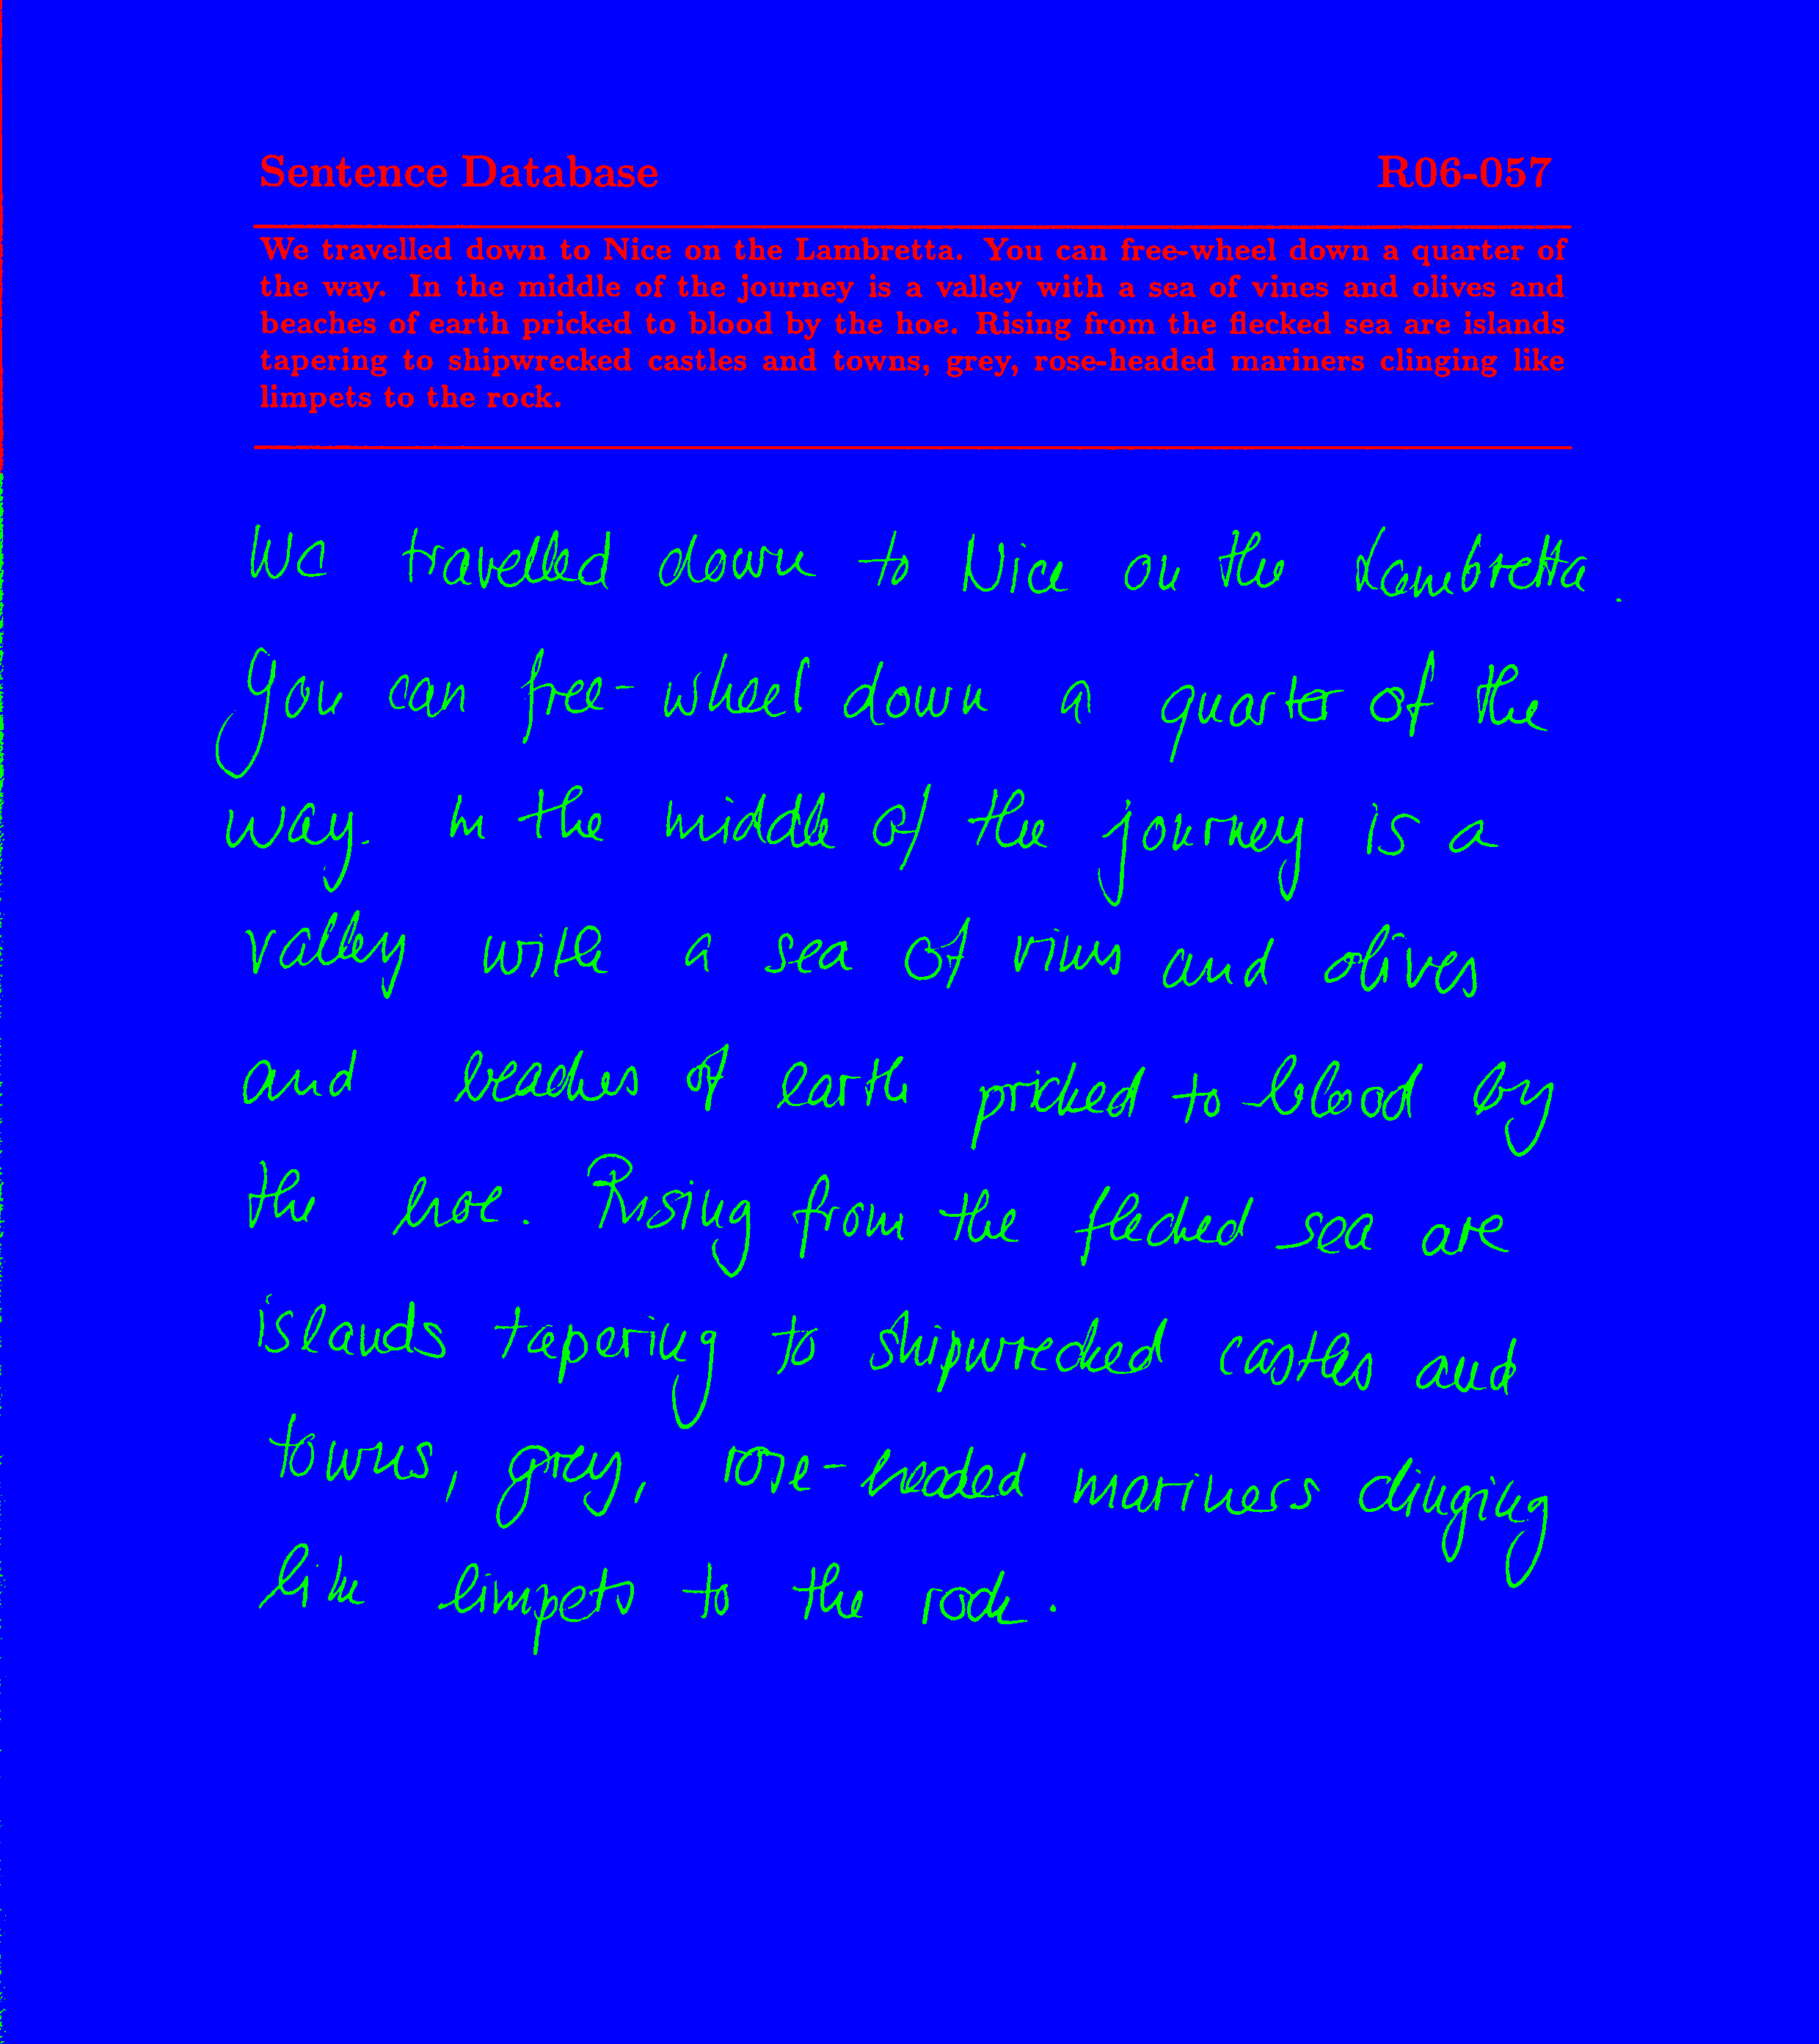 Sentence Database R06-057
We travelled down to Nice on the Lambretta. You can free-wheel down a quarter of
the way. In the middle of the journey is a valley with a sea of vines and olives and
beaches of earth pricked to blood by the hoe. Rising from the flecked sea are islands
tapering to shipwrecked castles and towns, grey, rose-headed mariners clinging like
limpets to the rock.
We travelled down to Nice on the Lambretta.
You can free-wheel down a quarter of the
way. In the middle of the journey is a
valley with a sea of vines and olives
and beaches of earth pricked to blood by
the hoe. Rising from the flecked sea are
islands tapering to shipwrecked castles and
towns, grey, rose-headed mariners clinging
like limpets to the rock.